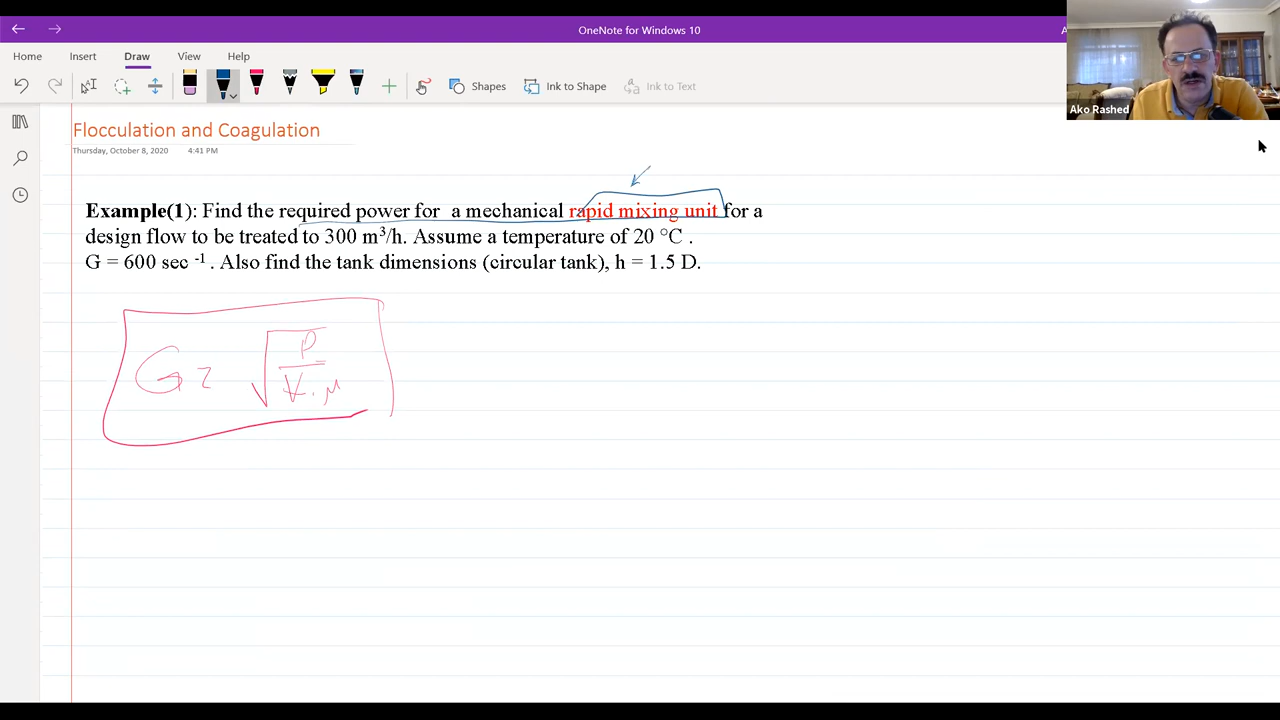 OneNote for Windows 10
A
Home Insert Draw View Help
Shapes Ink to Shape Ink to Text
Ako Rashed
Flocculation and Coagulation
Thursday, October 8, 2020 4:41 PM
Example(1): Find the required power for a mechanical rapid mixing unit for a
design flow to be treated to 300 m³/h. Assume a temperature of 20 °C .
G = 600 sec ⁻¹ . Also find the tank dimensions (circular tank), h = 1.5 D.
G = √(P / V.μ)